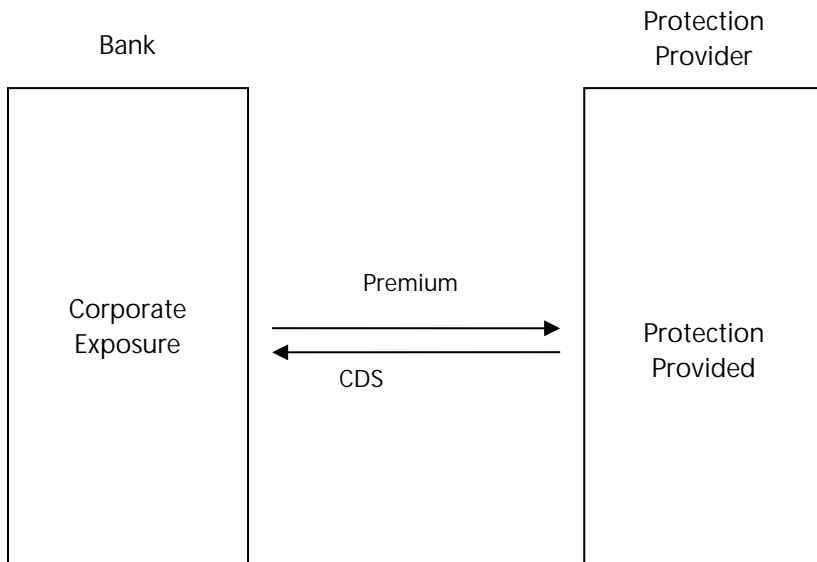 Bank
Protection
Provider
Premium
Corporate
Exposure
CDS
Protection
Provided